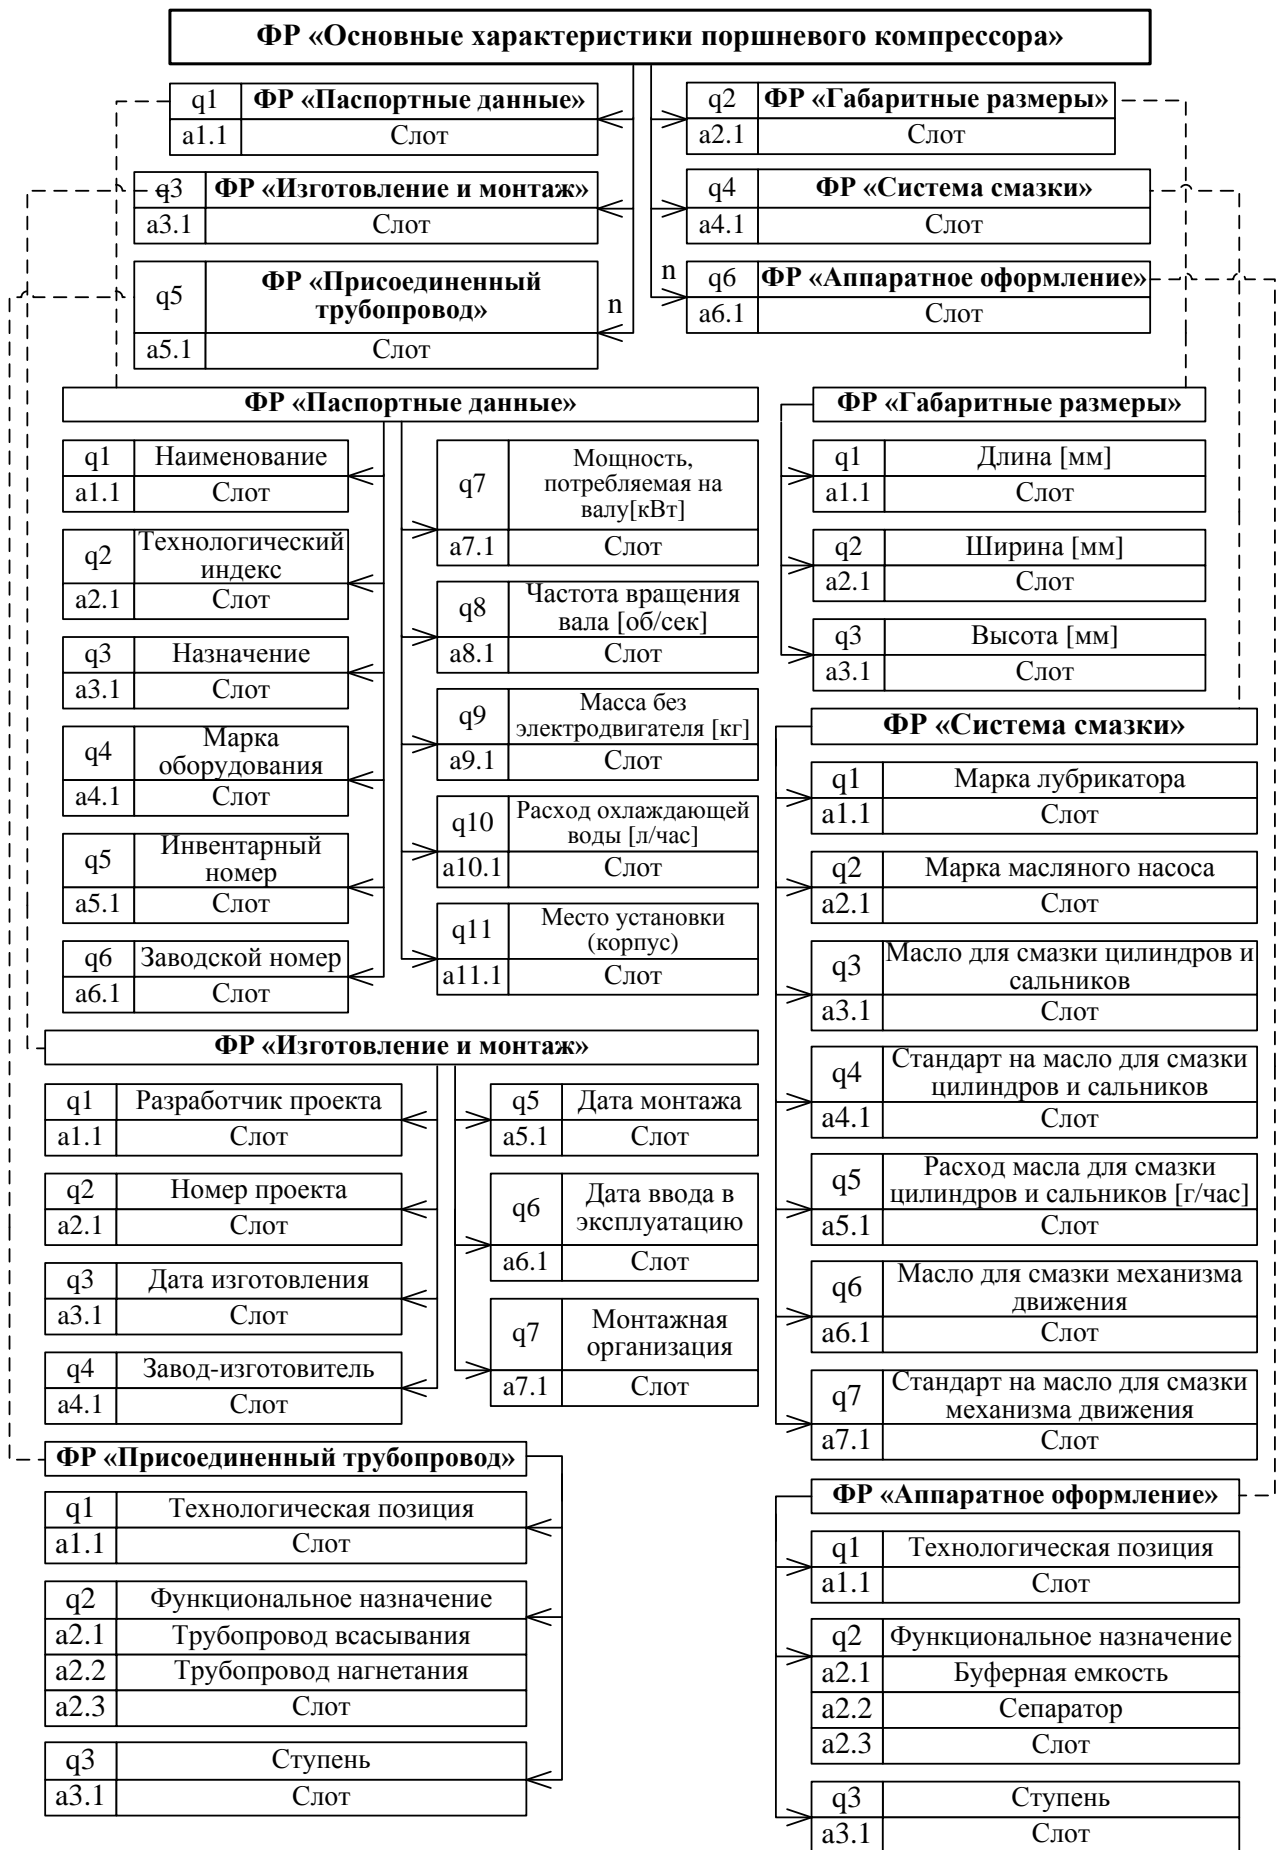 ФР «Основные характеристики поршневого компрессора»
q1 ФР «Паспортные данные»
a1.1 Слот
q2 ФР «Габаритные размеры»
a2.1 Слот
q3 ФР «Изготовление и монтаж»
a3.1 Слот
q4 ФР «Система смазки»
a4.1 Слот
q5 ФР «Присоединенный
трубопровод»
n
a5.1 Слот
n
q6 ФР «Аппаратное оформление»
a6.1 Слот
ФР «Паспортные данные»
q1 Наименование
a1.1 Слот
q2 Технологический
индекс
a2.1 Слот
q3 Назначение
a3.1 Слот
q4 Марка
оборудования
a4.1 Слот
q5 Инвентарный
номер
a5.1 Слот
q6 Заводской номер
a6.1 Слот
q7 Мощность,
потребляемая на
валу[кВт]
a7.1 Слот
q8 Частота вращения
вала [об/сек]
a8.1 Слот
q9 Масса без
электродвигателя [кг]
a9.1 Слот
q10 Расход охлаждающей
воды [л/час]
a10.1 Слот
q11 Место установки
(корпус)
a11.1 Слот
ФР «Габаритные размеры»
q1 Длина [мм]
a1.1 Слот
q2 Ширина [мм]
a2.1 Слот
q3 Высота [мм]
a3.1 Слот
ФР «Система смазки»
q1 Марка лубрикатора
a1.1 Слот
q2 Марка масляного насоса
a2.1 Слот
q3 Масло для смазки цилиндров и
сальников
a3.1 Слот
q4 Стандарт на масло для смазки
цилиндров и сальников
a4.1 Слот
q5 Расход масла для смазки
цилиндров и сальников [г/час]
a5.1 Слот
q6 Масло для смазки механизма
движения
a6.1 Слот
q7 Стандарт на масло для смазки
механизма движения
a7.1 Слот
ФР «Изготовление и монтаж»
q1 Разработчик проекта
a1.1 Слот
q2 Номер проекта
a2.1 Слот
q3 Дата изготовления
a3.1 Слот
q4 Завод-изготовитель
a4.1 Слот
q5 Дата монтажа
a5.1 Слот
q6 Дата ввода в
эксплуатацию
a6.1 Слот
q7 Монтажная
организация
a7.1 Слот
ФР «Присоединенный трубопровод»
q1 Технологическая позиция
a1.1 Слот
q2 Функциональное назначение
a2.1 Трубопровод всасывания
a2.2 Трубопровод нагнетания
a2.3 Слот
q3 Ступень
a3.1 Слот
ФР «Аппаратное оформление»
q1 Технологическая позиция
a1.1 Слот
q2 Функциональное назначение
a2.1 Буферная емкость
a2.2 Сепаратор
a2.3 Слот
q3 Ступень
a3.1 Слот